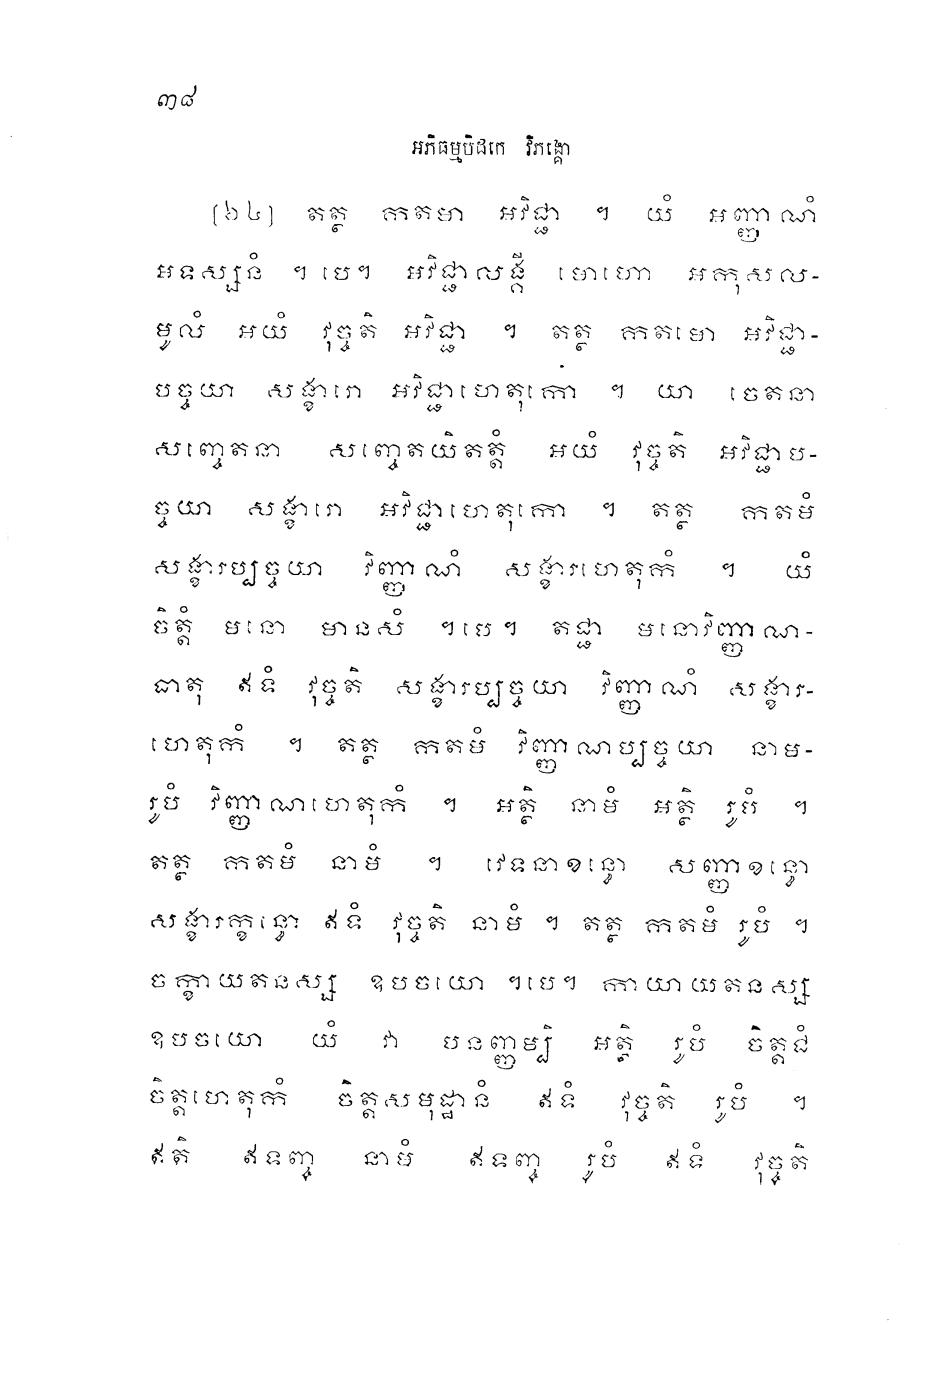 ៣៨
អភិធម្មបិដកេ វិភង្គោ
(៦៤) តត្ថ កតមា អវិជ្ជា ។ យំ អញ្ញាណំ
អទស្សនំ ។ បេ។ អវិជ្ជាលង្គី មោហោ អកុសល-
មូលំ អយំ វុច្ចតិ អវិជ្ជា ។ តត្ថ កតមោ អវិជ្ជា-
បច្ចយា សង្ខារោ អវិជ្ជាហេតុកោ ។ យា ចេតនា
សញ្ចេតនា សញ្ចេតយិតត្តំ អយំ វុច្ចតិ អវិជ្ជាប-
ច្ចយា សង្ខារោ អវិជ្ជាហេតុកោ ។ តត្ថ កតមំ
សង្ខារប្បច្ចយា វិញ្ញាណំ សង្ខារហេតុកំ ។ យំ
ចិត្តំ មនោ មានសំ ។បេ។ តជ្ជា មនោវិញ្ញាណ-
ធាតុ ឥទំ វុច្ចតិ សង្ខារប្បច្ចយា វិញ្ញាណំ សង្ខារ-
ហេតុកំ ។ តត្ថ កតមំ វិញ្ញាណប្បច្ចយា នាម-
រូបំ វិញ្ញាណហេតុកំ ។ អត្ថិ នាមំ អត្ថិ រូបំ ។
តត្ថ កតមំ នាមំ ។ វេទនាខន្ធោ សញ្ញាខន្ធោ
សង្ខារក្ខន្ធោ ឥទំ វុច្ចតិ នាមំ ។ តត្ថ កតមំ រូបំ ។
ចក្ខាយតនស្ស ឧបចយោ ។បេ។ កាយាយតនស្ស
ឧបចយោ យំ វា បនញ្ញម្បិ អត្ថិ រូបំ ចិត្តជំ
ចិត្តហេតុកំ ចិត្តសមុដ្ឋានំ ឥទំ វុច្ចតិ រូបំ ។
ឥតិ ឥទញ្ច នាមំ ឥទញ្ច រូបំ ឥទំ វុច្ចតិ